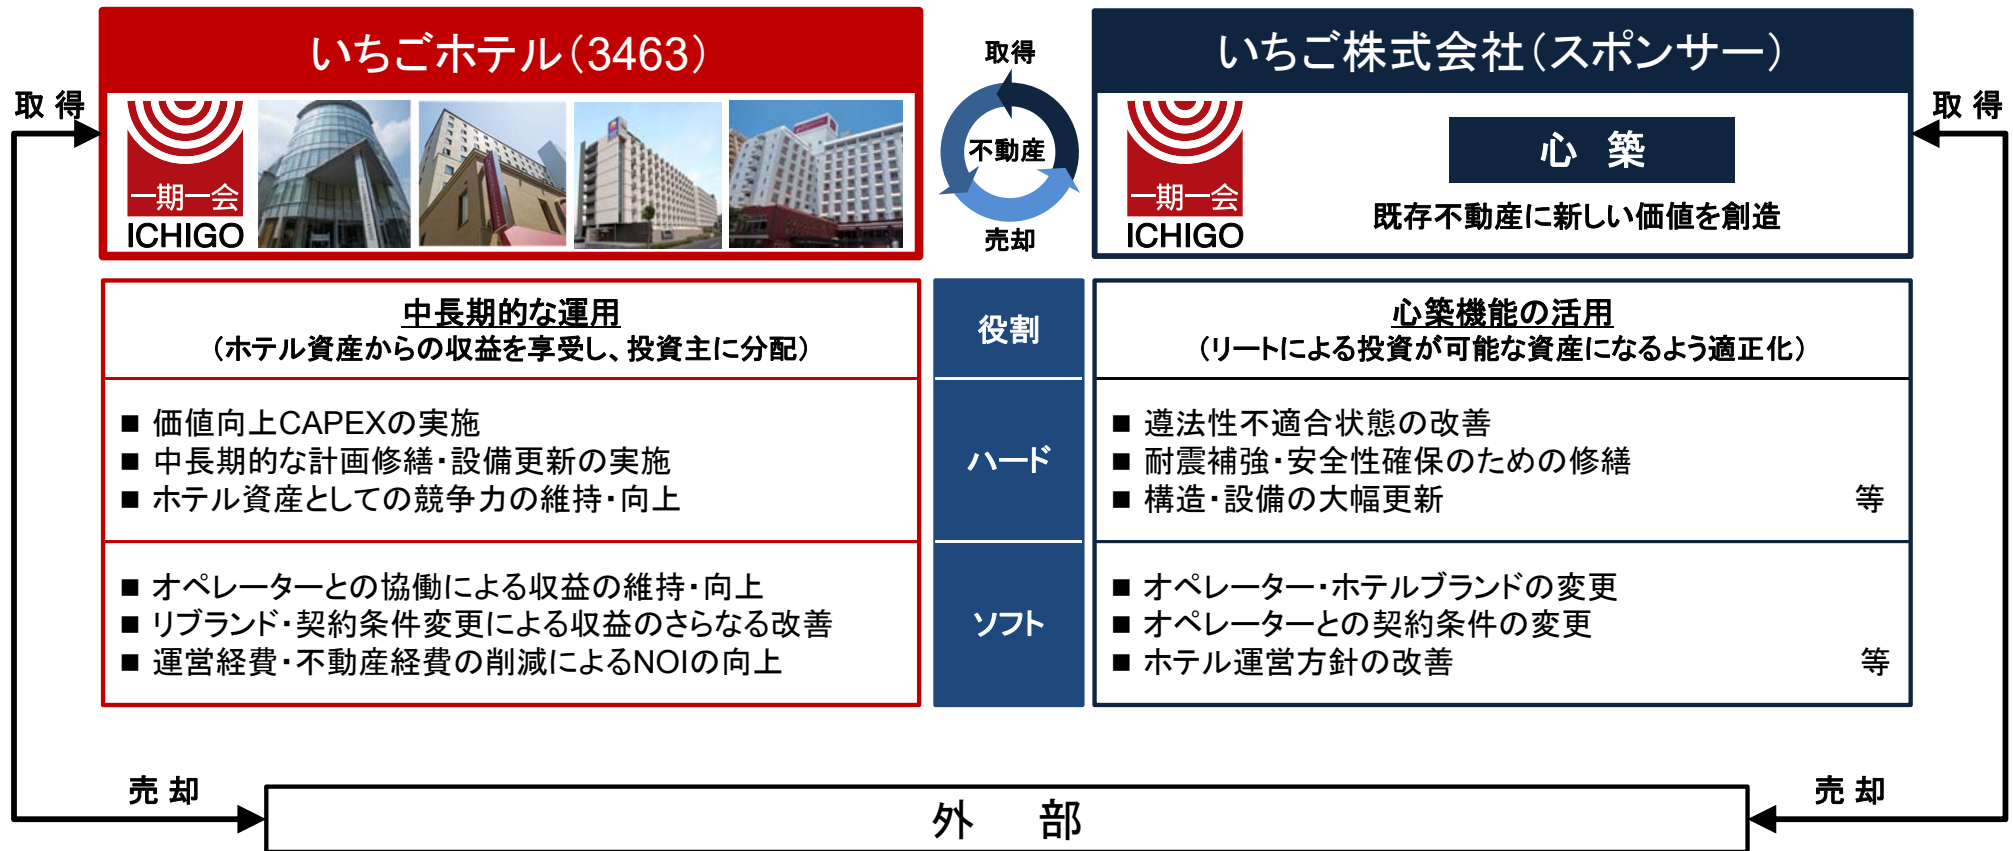 いちごホテル（3463）
取得
いちご株式会社（スポンサー）
取 得
取 得
一期一会
ICHIGO
不動産
売却
一期一会
ICHIGO
心 築
既存不動産に新しい価値を創造
中長期的な運用
（ホテル資産からの収益を享受し、投資主に分配）
役割
心築機能の活用
（リートによる投資が可能な資産になるよう適正化）
■ 価値向上CAPEXの実施
■ 中長期的な計画修繕・設備更新の実施
■ ホテル資産としての競争力の維持・向上
ハード
■ 遵法性不適合状態の改善
■ 耐震補強・安全性確保のための修繕
■ 構造・設備の大幅更新 等
■ オペレーターとの協働による収益の維持・向上
■ リブランド・契約条件変更による収益のさらなる改善
■ 運営経費・不動産経費の削減によるNOIの向上
ソフト
■ オペレーター・ホテルブランドの変更
■ オペレーターとの契約条件の変更
■ ホテル運営方針の改善 等
売 却
売 却
外 部